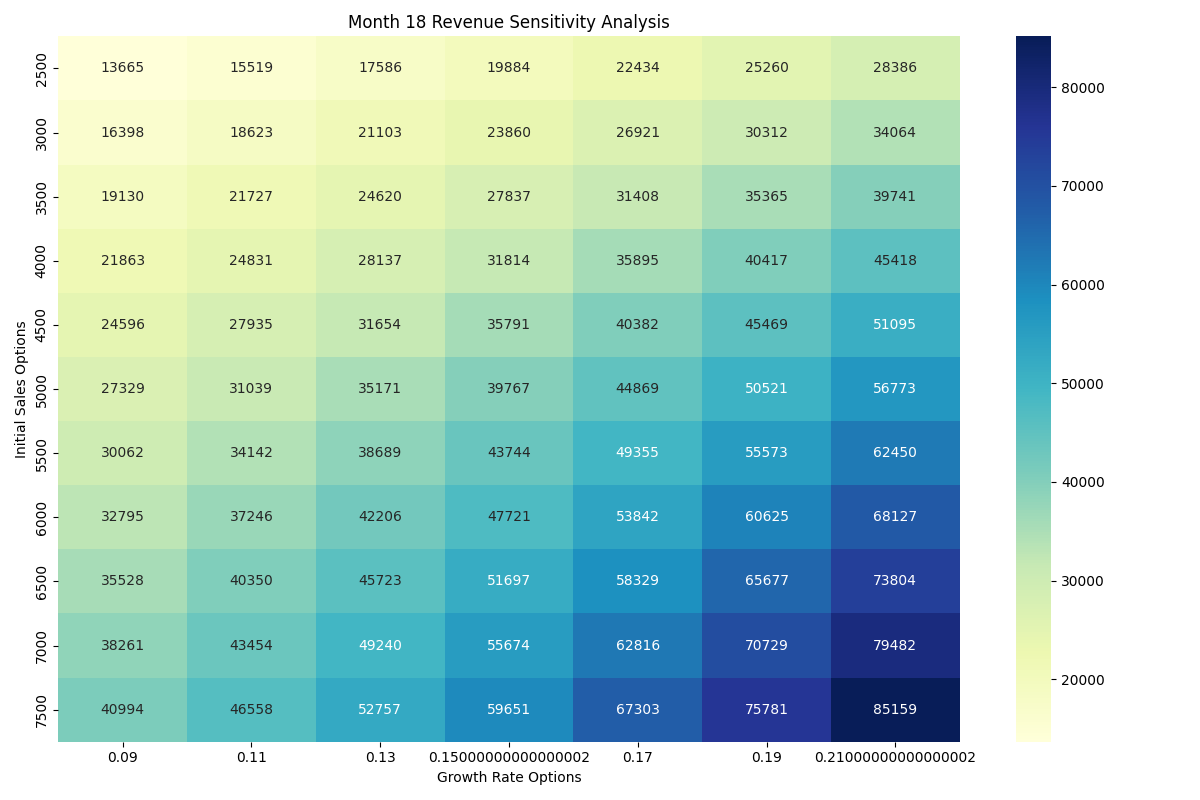 Month 18 Revenue Sensitivity Analysis
Initial Sales Options
2500 13665 15519 17586 19884 22434 25260 28386
3000 16398 18623 21103 23860 26921 30312 34064
3500 19130 21727 24620 27837 31408 35365 39741
4000 21863 24831 28137 31814 35895 40417 45418
4500 24596 27935 31654 35791 40382 45469 51095
5000 27329 31039 35171 39767 44869 50521 56773
5500 30062 34142 38689 43744 49355 55573 62450
6000 32795 37246 42206 47721 53842 60625 68127
6500 35528 40350 45723 51697 58329 65677 73804
7000 38261 43454 49240 55674 62816 70729 79482
7500 40994 46558 52757 59651 67303 75781 85159
0.09 0.11 0.13 0.15000000000000002 0.17 0.19 0.21000000000000002
Growth Rate Options
80000
70000
60000
50000
40000
30000
20000